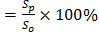 = S_p / S_o × 100%